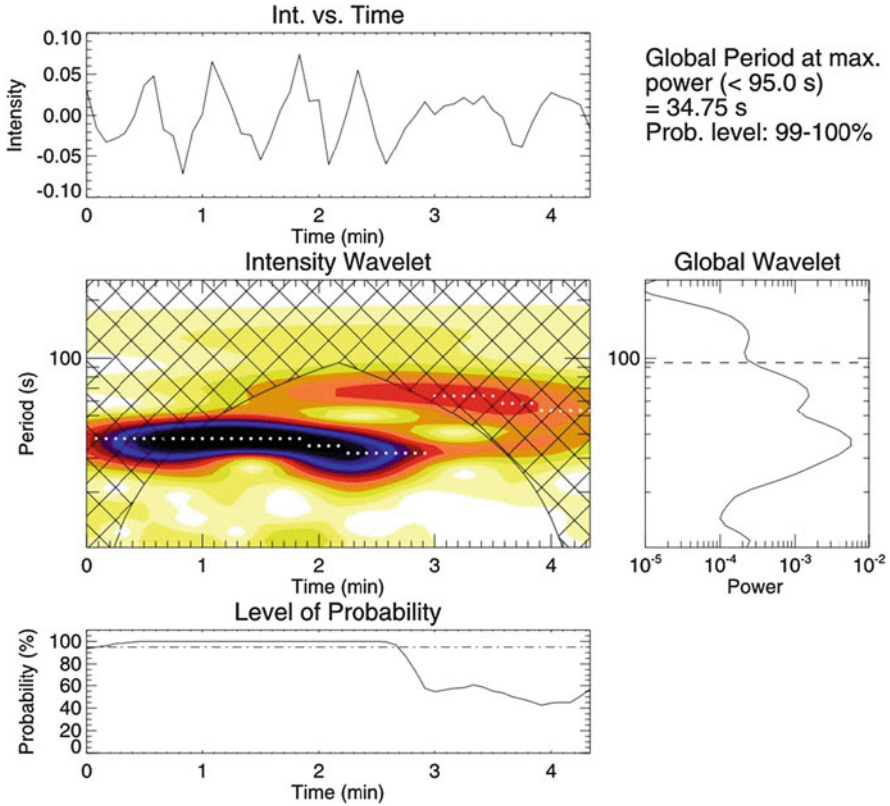 Int. vs. Time
0.10
0.05
0.00
-0.05
-0.10
Intensity
0 1 2 3 4
Time (min)
Global Period at max.
power (< 95.0 s)
= 34.75 s
Prob. level: 99-100%
Intensity Wavelet
100
Period (s)
0 1 2 3 4
Time (min)
Global Wavelet
100
10-5 10-4 10-3 10-2
Power
Level of Probability
100
80
60
40
20
0
Probability (%)
0 1 2 3 4
Time (min)